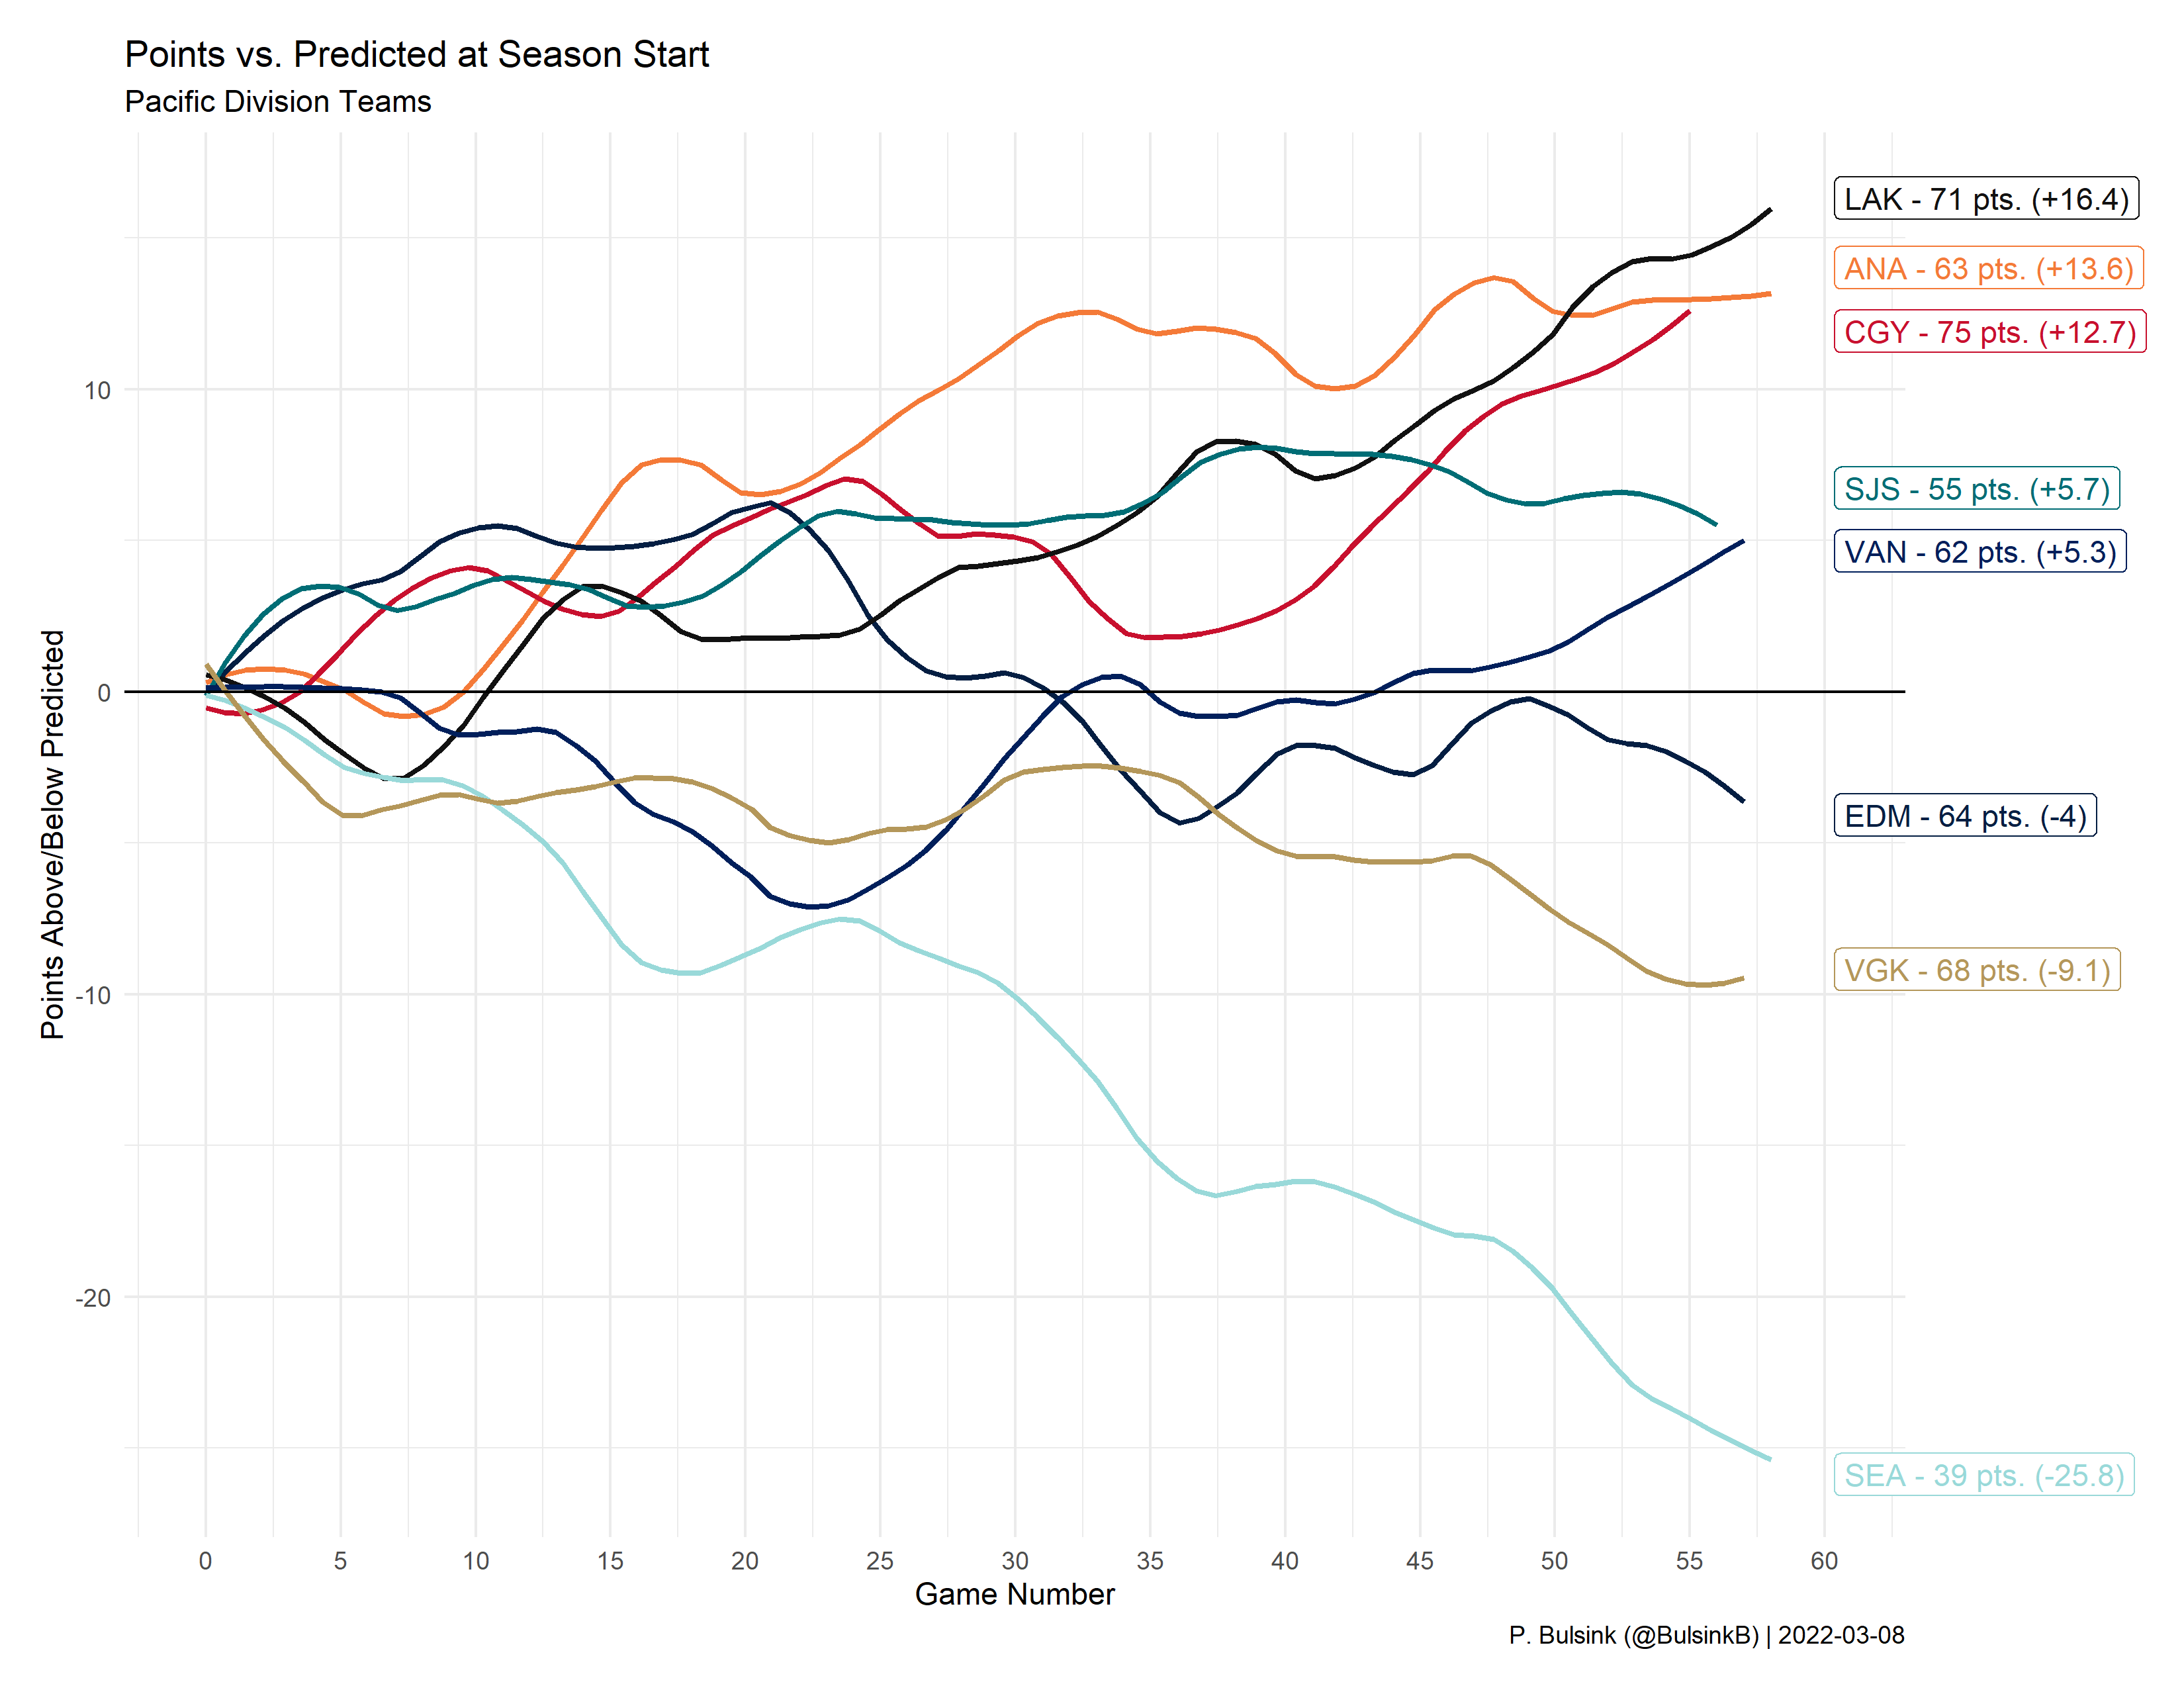 Points vs. Predicted at Season Start
Pacific Division Teams
Points Above/Below Predicted
10
0
-10
-20
LAK - 71 pts. (+16.4)
ANA - 63 pts. (+13.6)
CGY - 75 pts. (+12.7)
SJS - 55 pts. (+5.7)
VAN - 62 pts. (+5.3)
EDM - 64 pts. (-4)
VGK - 68 pts. (-9.1)
SEA - 39 pts. (-25.8)
0 5 10 15 20 25 30 35 40 45 50 55 60
Game Number
P. Bulsink (@BulsinkB) | 2022-03-08